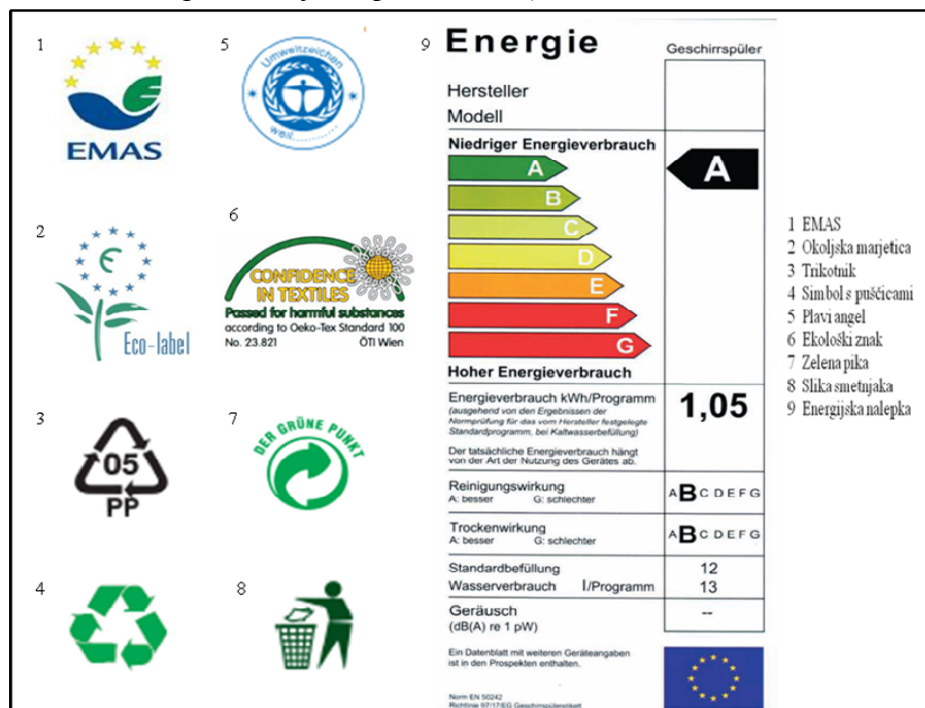 1
EMAS
2
Eco-label
3
05
PP
4
5
Umweltzeichen
weil
6
CONFIDENCE
IN TEXTILES
Passed for harmful substances
according to Oeko-Tex Standard 100
No. 23.821 ÖTI Wien
7
DER GRÜNE PUNKT
8
9
Energie
Geschirrspüler
Hersteller
Modell
Niedriger Energieverbrauch
A
A
B
C
D
E
F
G
Hoher Energieverbrauch
Energieverbrauch kWh/Programm
1,05
(ausgehend von den Ergebnissen der
Normprüfung für das vom Hersteller festgelegte
Standardprogramm, bei Kaltwasserbefüllung)
Der tatsächliche Energieverbrauch hängt
von der Art der Nutzung des Gerätes ab.
Reinigungswirkung
A: besser G: schlechter
A B C D E F G
Trockenwirkung
A: besser G: schlechter
A B C D E F G
Standardbefüllung 12
Wasserverbrauch l/Programm 13
Geräusch
(dB(A) re 1 pW)
--
Ein Datenblatt mit weiteren Geräteangaben
ist in den Prospekten enthalten.
Norm EN 50242
Richtlinie 97/17/EG Geschirrspüleretikett
1 EMAS
2 Okoljska marjetica
3 Trikotnik
4 Simbol s puščicami
5 Plavi angel
6 Ekološki znak
7 Zelena pika
8 Slika smetnjaka
9 Energijska nalepka